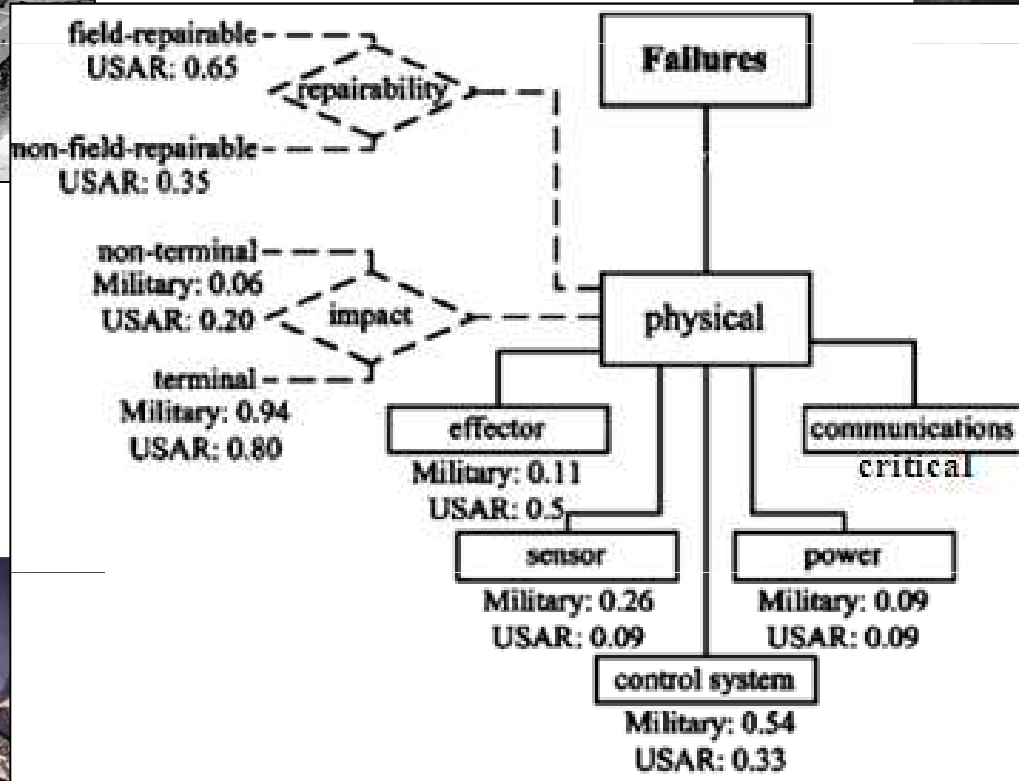 field-repairable
USAR: 0.65
repairability
non-field-repairable
USAR: 0.35
Failures
non-terminal
Military: 0.06
USAR: 0.20
impact
terminal
Military: 0.94
USAR: 0.80
physical
effector
Military: 0.11
USAR: 0.5
communications
critical
sensor
Military: 0.26
USAR: 0.09
power
Military: 0.09
USAR: 0.09
control system
Military: 0.54
USAR: 0.33